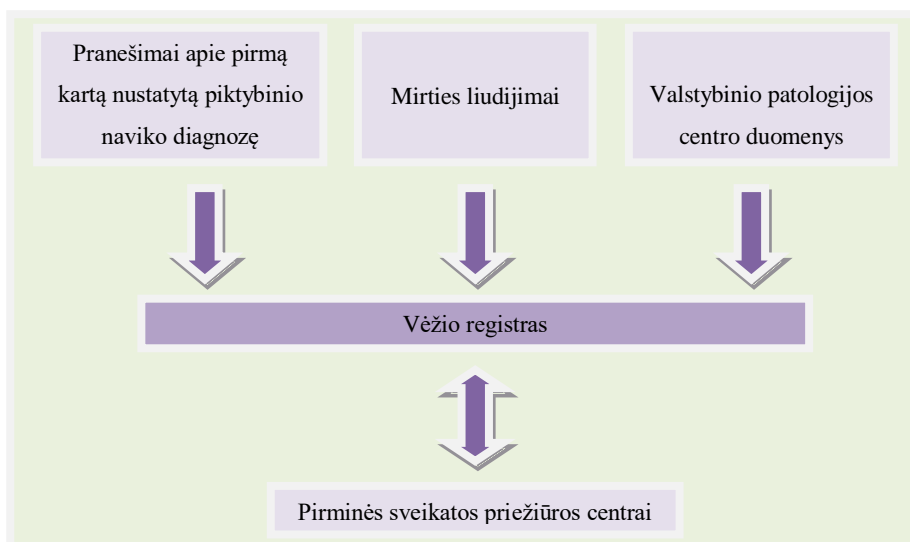 Pranešimai apie pirmą
kartą nustatytą piktybinio
naviko diagnozę
Mirties liudijimai
Valstybinio patologijos
centro duomenys
Vėžio registras
Pirminės sveikatos priežiūros centrai